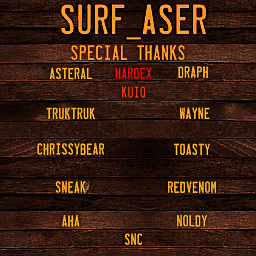 SURF_ASER
SPECIAL THANKS
ASTERAL HARDEX DRAPH
KUIO
TRUKTRUK WAYNE
CHRISSYBEAR TOASTY
SNEAK REDVENOM
AHA NOLDY
SNC